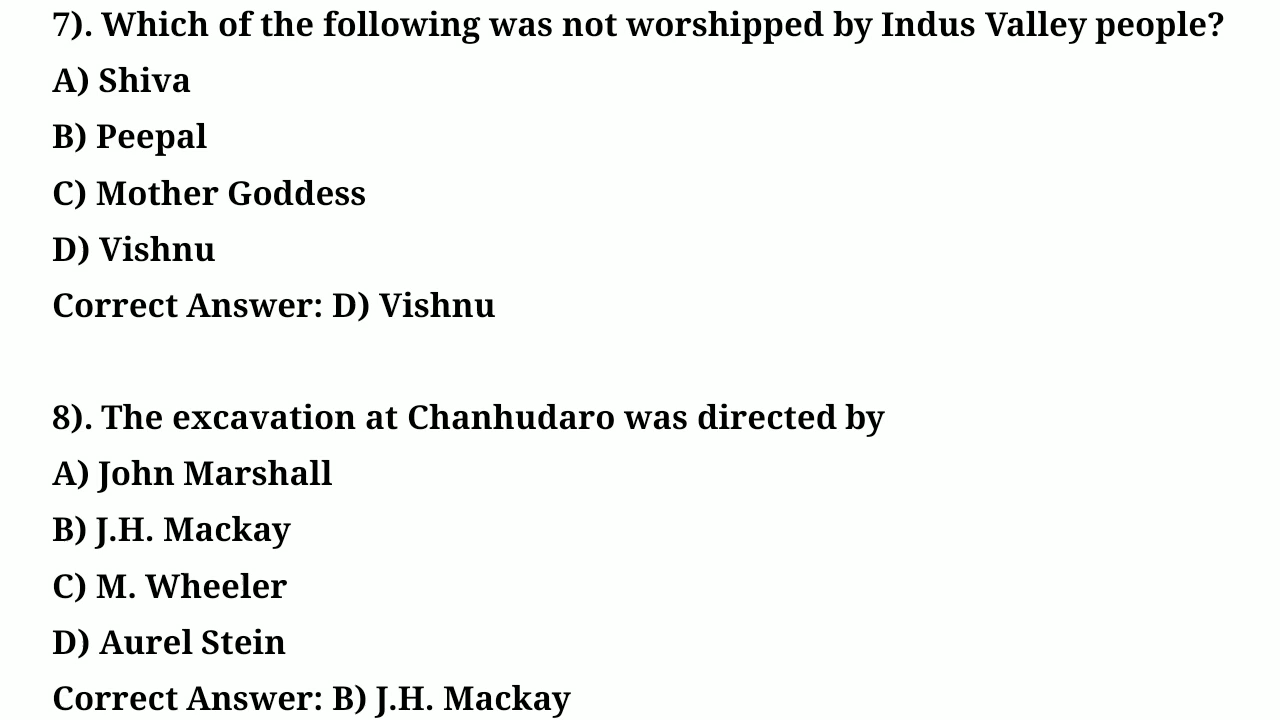 7). Which of the following was not worshipped by Indus Valley people?
A) Shiva
B) Peepal
C) Mother Goddess
D) Vishnu
Correct Answer: D) Vishnu
8). The excavation at Chanhudaro was directed by
A) John Marshall
B) J.H. Mackay
C) M. Wheeler
D) Aurel Stein
Correct Answer: B) J.H. Mackay